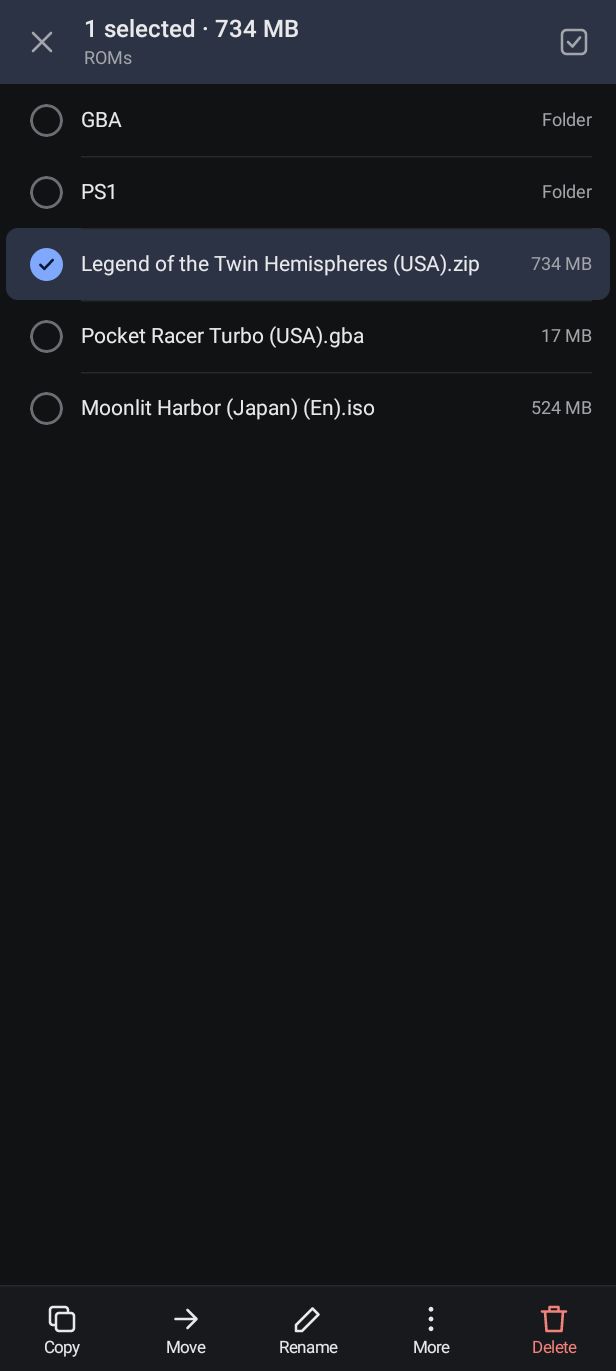 1 selected · 734 MB
ROMs
GBA Folder
PS1 Folder
Legend of the Twin Hemispheres (USA).zip 734 MB
Pocket Racer Turbo (USA).gba 17 MB
Moonlit Harbor (Japan) (En).iso 524 MB
Copy Move Rename More Delete